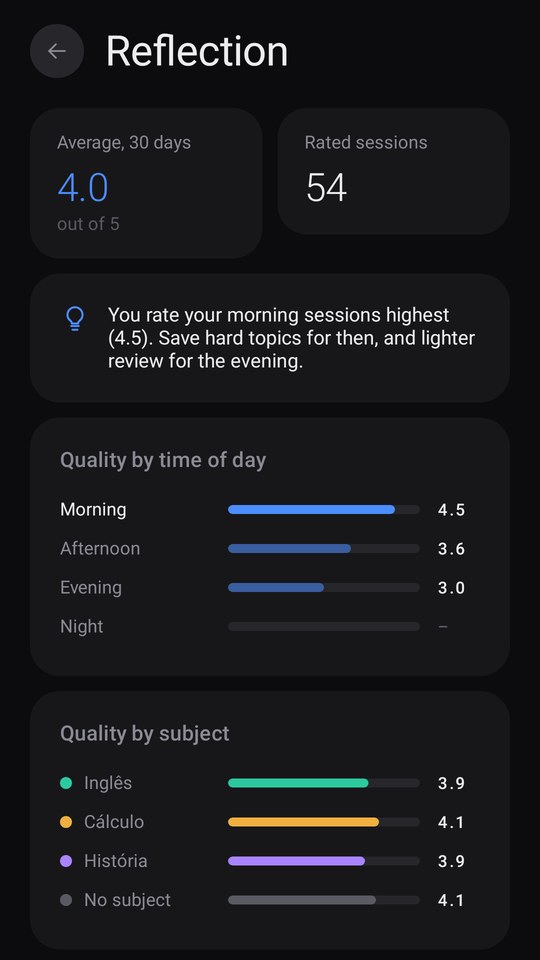 Reflection
Average, 30 days
4.0
out of 5
Rated sessions
54
You rate your morning sessions highest
(4.5). Save hard topics for then, and lighter
review for the evening.
Quality by time of day
Morning 4.5
Afternoon 3.6
Evening 3.0
Night –
Quality by subject
Inglês 3.9
Cálculo 4.1
História 3.9
No subject 4.1